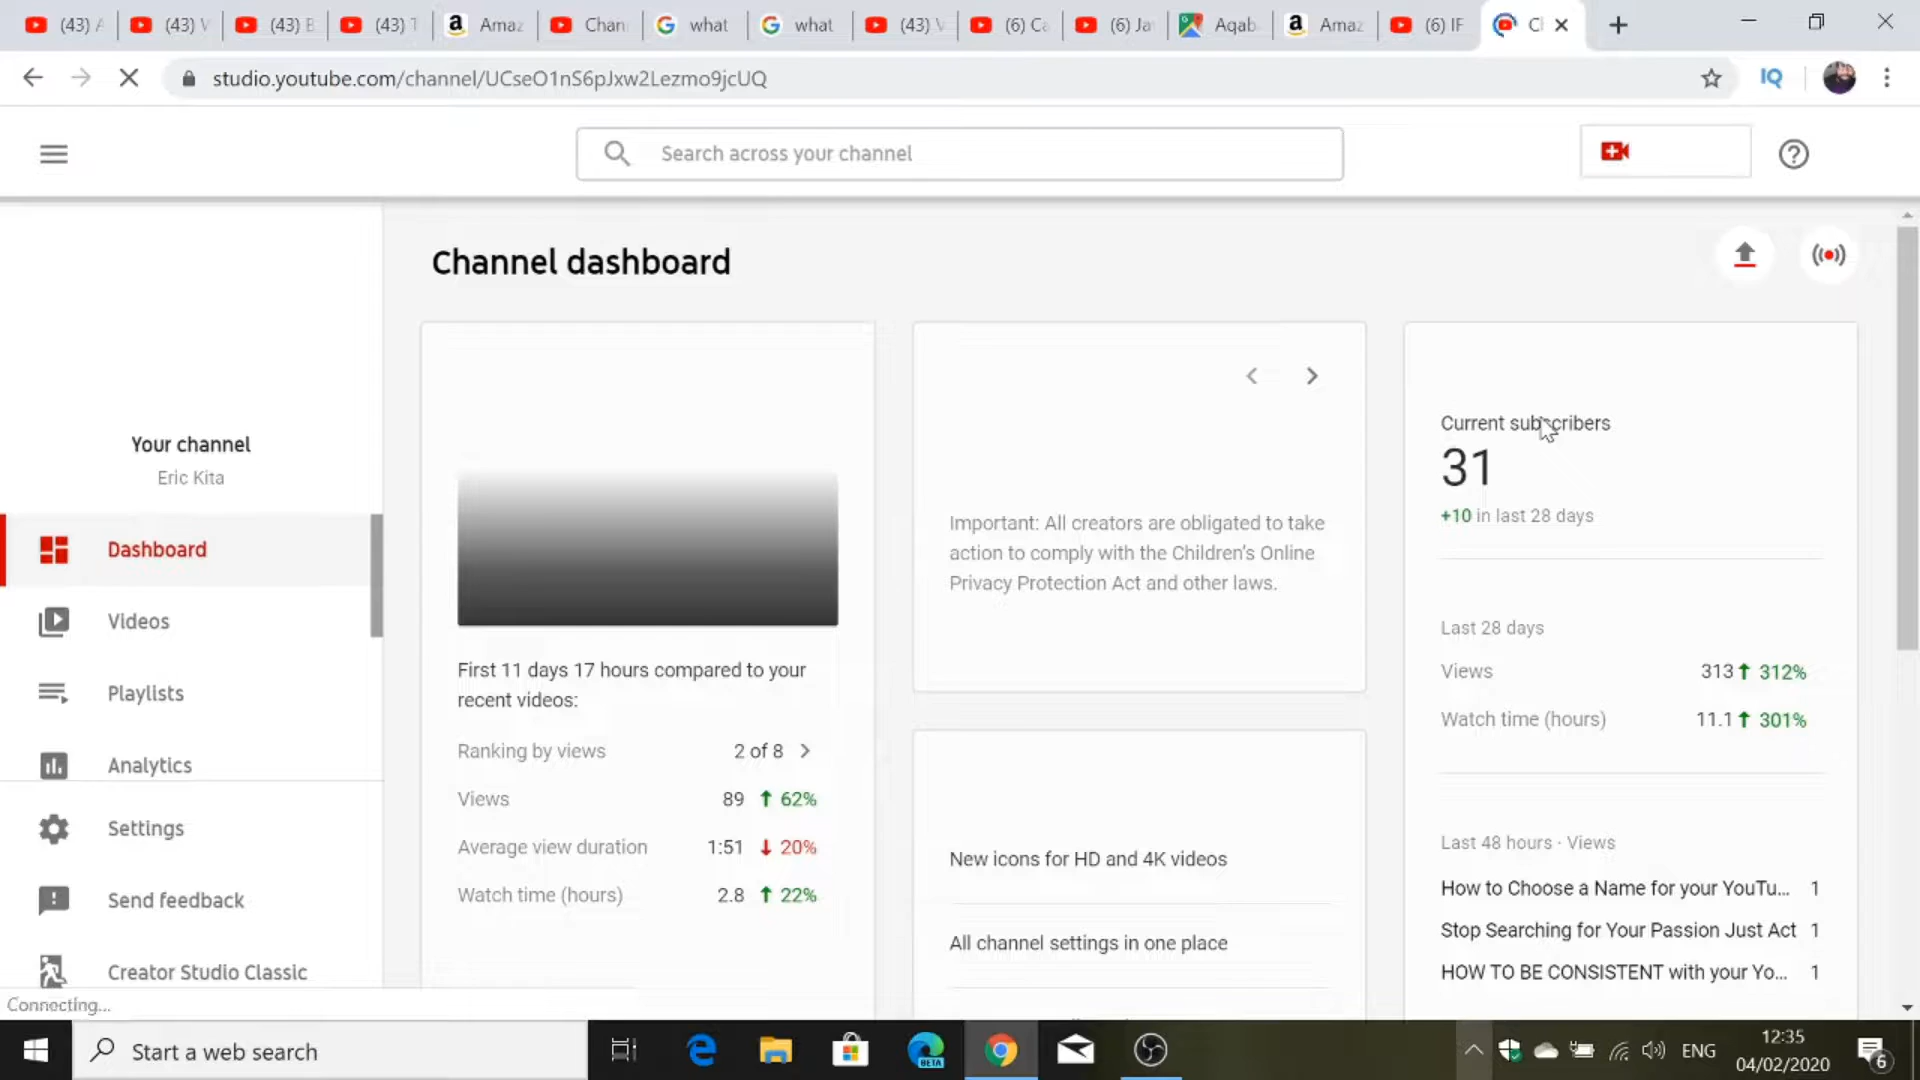 (43) A
(43) V
(43) B
(43) T
Amaz
Chan
what
what
(43) V
(6) Ca
(6) Ja
Aqab
Amaz
(6) IF
Cl
studio.youtube.com/channel/UCseO1nS6pJxw2Lezmo9jcUQ
IQ
Search across your channel
Channel dashboard
Your channel
Eric Kita
Dashboard
Videos
Playlists
Analytics
Settings
Send feedback
Creator Studio Classic
Connecting...
First 11 days 17 hours compared to your
recent videos:
Ranking by views 2 of 8
Views 89 62%
Average view duration 1:51 20%
Watch time (hours) 2.8 22%
Important: All creators are obligated to take
action to comply with the Children's Online
Privacy Protection Act and other laws.
New icons for HD and 4K videos
All channel settings in one place
Current subscribers
31
+10 in last 28 days
Last 28 days
Views 313 312%
Watch time (hours) 11.1 301%
Last 48 hours · Views
How to Choose a Name for your YouTu... 1
Stop Searching for Your Passion Just Act 1
HOW TO BE CONSISTENT with your Yo... 1
Start a web search
BETA
ENG
12:35
04/02/2020
6